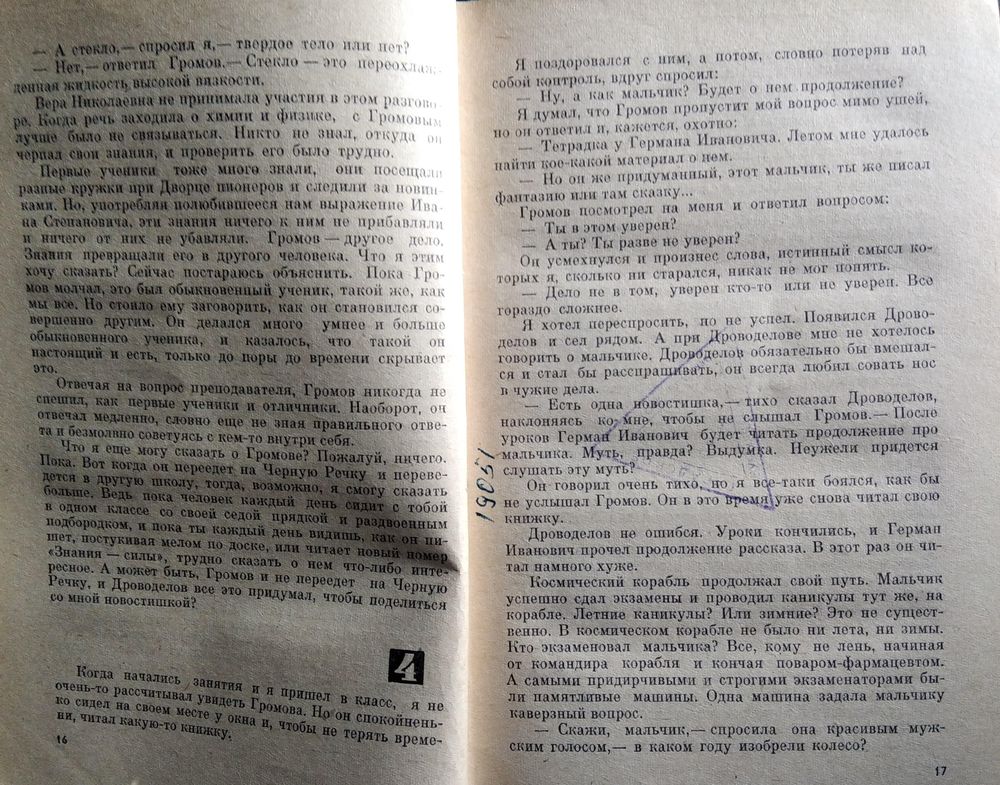 — А стекло,— спросил я,— твердое тело или нет?
— Нет,— ответил Громов.— Стекло — это переохлаж-
денная жидкость высокой вязкости.
Вера Николаевна не принимала участия в этом разгово-
ре. Когда речь заходила о химии и физике, с Громовым
лучше было не связываться. Никто не знал, откуда он
черпал свои знания, и проверить его было трудно.
Первые ученики тоже много знали, они посещали
разные кружки при Дворце пионеров и следили за новин-
ками. Но, употребляя полюбившееся нам выражение Ива-
на Степановича, эти знания ничего к ним не прибавляли
и ничего от них не убавляли. Громов — другое дело.
Знания превращали его в другого человека. Что я этим
хочу сказать? Сейчас постараюсь объяснить. Пока Гро-
мов молчал, это был обыкновенный ученик, такой же, как
мы все. Но стоило ему заговорить, как он становился со-
вершенно другим. Он делался много умнее и больше
обыкновенного ученика, и казалось, что такой он
настоящий и есть, только до поры до времени скрывает
это.
Отвечая на вопрос преподавателя, Громов никогда не
спешил, как первые ученики и отличники. Наоборот, он
отвечал медленно, словно еще не зная правильного отве-
та и безмолвно советуясь с кем-то внутри себя.
Что я еще могу сказать о Громове? Пожалуй, ничего.
Пока. Вот когда он переедет на Черную Речку и переве-
дется в другую школу, тогда, возможно, я смогу сказать
больше. Ведь пока человек каждый день сидит с тобой
в одном классе со своей седой прядкой и раздвоенным
подбородком, и пока ты каждый день видишь, как он пи-
шет, постукивая мелом по доске, или читает новый номер
«Знания — силы», трудно сказать о нем что-либо инте-
ресное. А может быть, Громов и не переедет на Черную
Речку, и Дроводелов все это придумал, чтобы поделиться
со мной новостишкой?
4
Когда начались занятия и я пришел в класс, я не
очень-то рассчитывал увидеть Громова. Но он спокойнень-
ко сидел на своем месте у окна и, чтобы не терять време-
ни, читал какую-то книжку.
16
Я поздоровался с ним, а потом, словно потеряв над
собой контроль, вдруг спросил:
— Ну, а как мальчик? Будет о нем продолжение?
Я думал, что Громов пропустит мой вопрос мимо ушей,
но он ответил и, кажется, охотно:
— Тетрадка у Германа Ивановича. Летом мне удалось
найти кое-какой материал о нем.
— Но он же придуманный, этот мальчик, ты же писал
фантазию или там сказку...
Громов посмотрел на меня и ответил вопросом:
— Ты в этом уверен?
— А ты? Ты разве не уверен?
Он усмехнулся и произнес слова, истинный смысл ко-
торых я, сколько ни старался, никак не мог понять.
— Дело не в том, уверен кто-то или не уверен. Все
гораздо сложнее.
Я хотел переспросить, но не успел. Появился Дрово-
делов и сел рядом. А при Дроводелове мне не хотелось
говорить о мальчике. Дроводелов обязательно бы вмешал-
ся и стал бы расспрашивать, он всегда любил совать нос
в чужие дела.
— Есть одна новостишка,— тихо сказал Дроводелов,
наклоняясь ко мне, чтобы не слышал Громов.— После
уроков Герман Иванович будет читать продолжение про
мальчика. Муть, правда? Выдумка. Неужели придется
слушать эту муть?
Он говорил очень тихо, но я все-таки боялся, как бы
не услышал Громов. Он в это время уже снова читал свою
книжку.
Дроводелов не ошибся. Уроки кончились, и Герман
Иванович прочел продолжение рассказа. В этот раз он чи-
тал намного хуже.
Космический корабль продолжал свой путь. Мальчик
успешно сдал экзамены и проводил каникулы тут же, на
корабле. Летние каникулы? Или зимние? Это не сущест-
венно. В космическом корабле не было ни лета, ни зимы.
Кто экзаменовал мальчика? Все, кому не лень, начиная
от командира корабля и кончая поваром-фармацевтом.
А самыми придирчивыми и строгими экзаменаторами бы-
ли памятливые машины. Одна машина задала мальчику
каверзный вопрос.
— Скажи, мальчик,— спросила она красивым муж-
ским голосом,— в каком году изобрели колесо?
17
19051